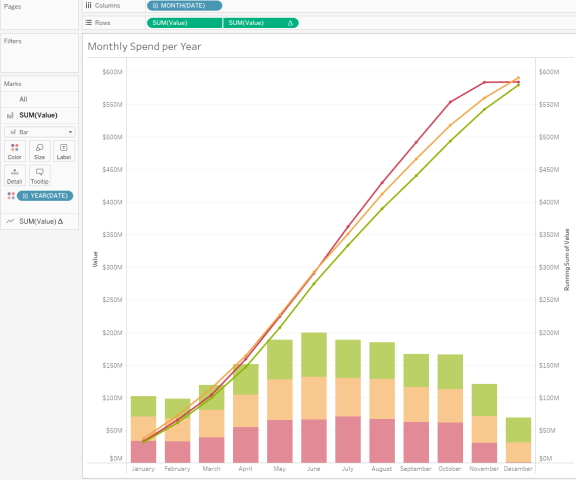 Pages
Columns
MONTH(DATE)
Rows
SUM(Value)
SUM(Value) Δ
Filters
Marks
All
SUM(Value)
Bar
Color
Size
Label
Detail
Tooltip
YEAR(DATE)
SUM(Value) Δ
Monthly Spend per Year
$600M
$550M
$500M
$450M
$400M
$350M
$300M
$250M
$200M
$150M
$100M
$50M
$0M
Value
January
February
March
April
May
June
July
August
September
October
November
December
$600M
$550M
$500M
$450M
$400M
$350M
$300M
$250M
$200M
$150M
$100M
$50M
$0M
Running Sum of Value